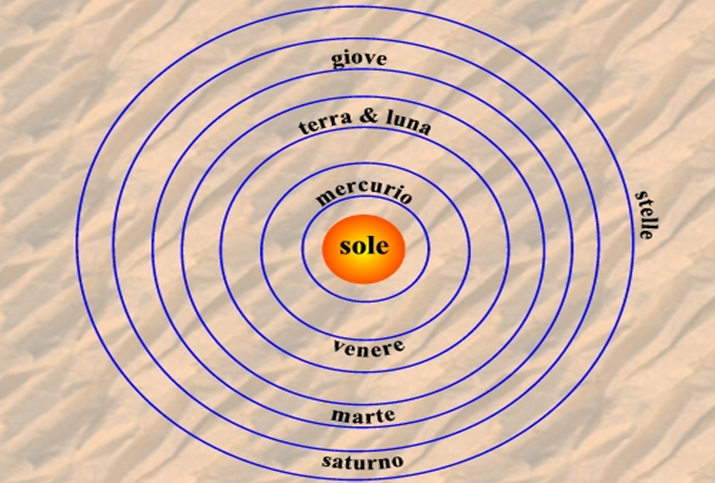 giove
terra & luna
mercurio
stelle
sole
venere
marte
saturno